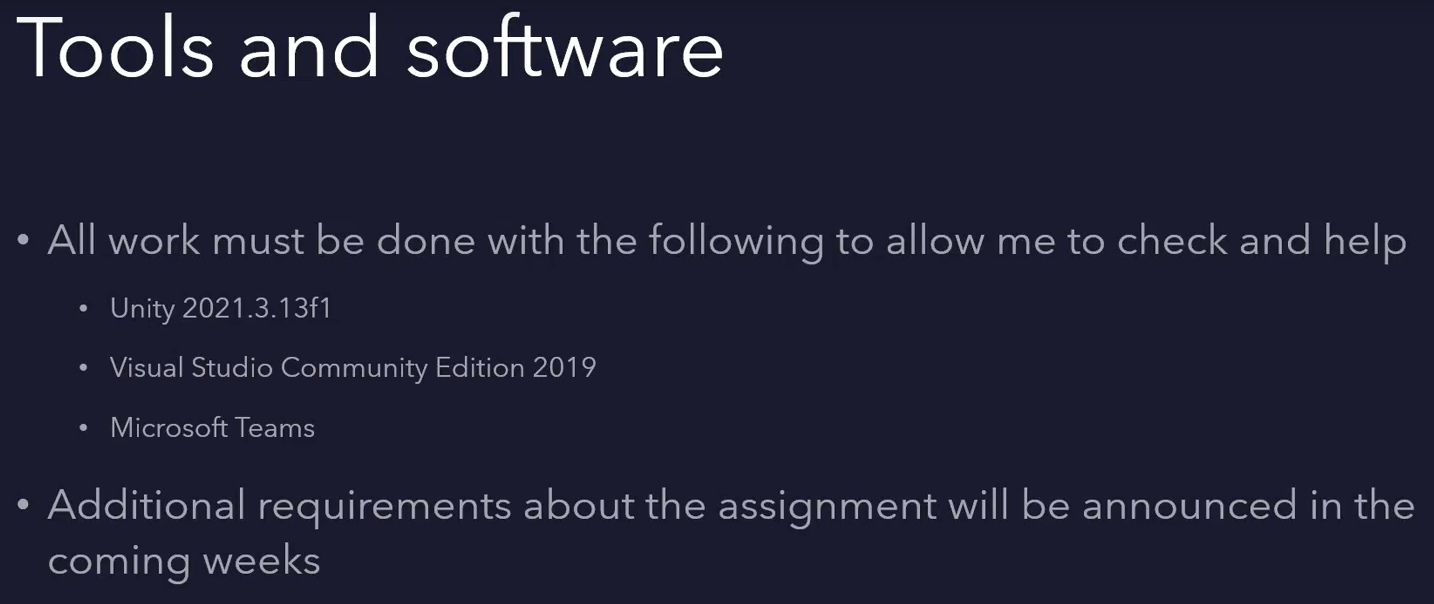 Tools and software
• All work must be done with the following to allow me to check and help
• Unity 2021.3.13f1
• Visual Studio Community Edition 2019
• Microsoft Teams
• Additional requirements about the assignment will be announced in the
coming weeks